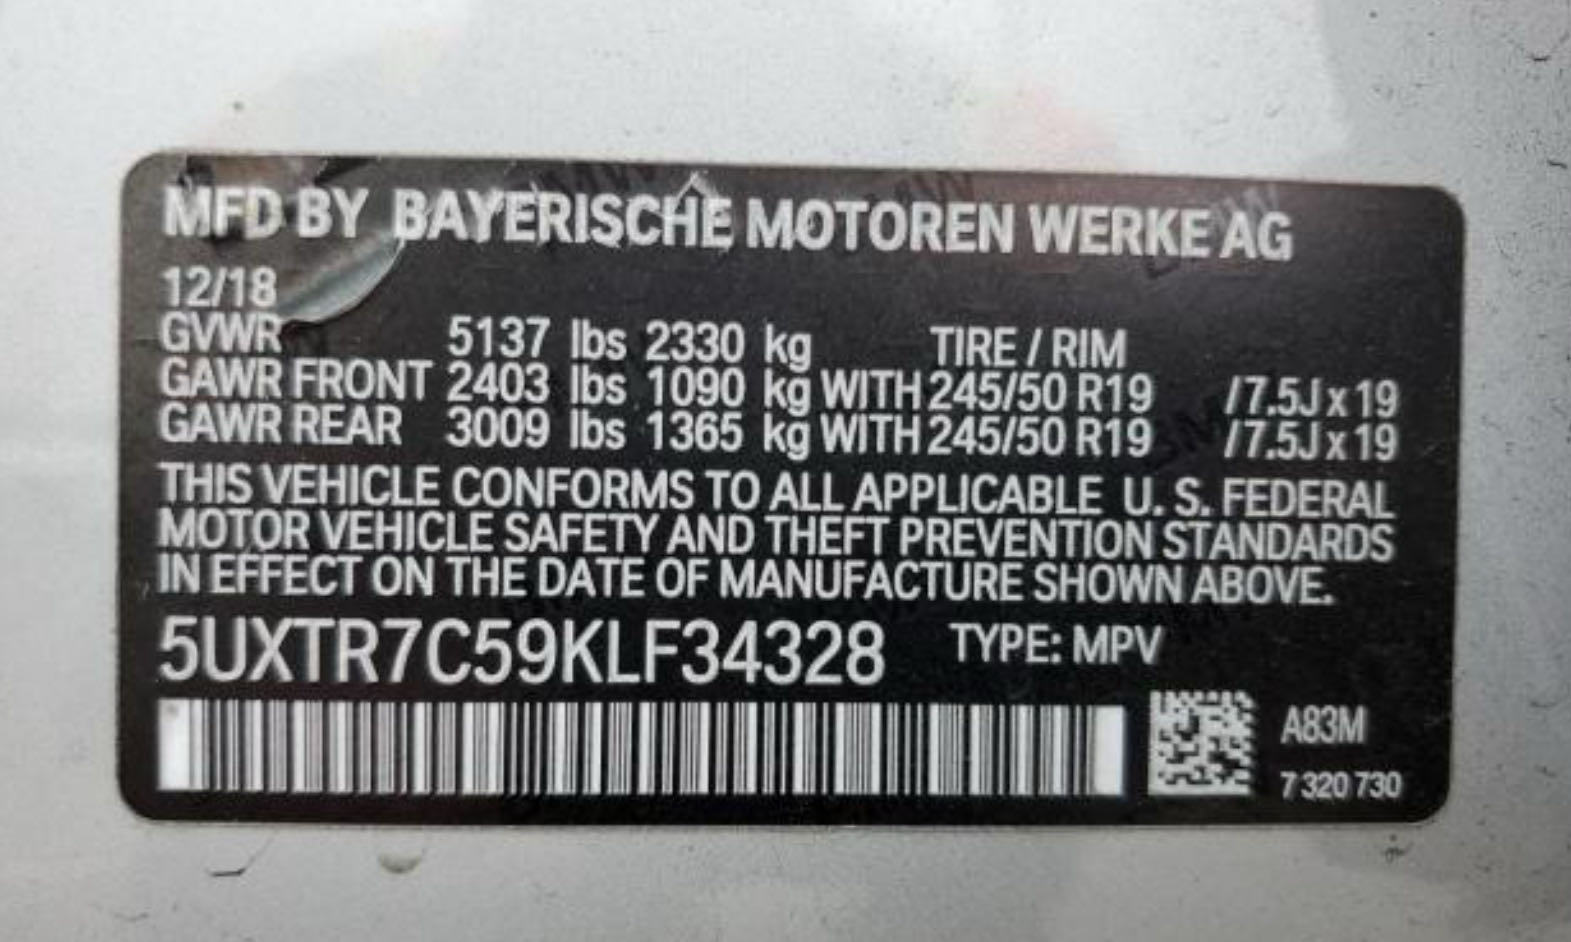 MFD BY BAYERISCHE MOTOREN WERKE AG
12/18
GVWR 5137 lbs 2330 kg TIRE / RIM
GAWR FRONT 2403 lbs 1090 kg WITH 245/50 R19 /7.5J x 19
GAWR REAR 3009 lbs 1365 kg WITH 245/50 R19 /7.5J x 19
THIS VEHICLE CONFORMS TO ALL APPLICABLE U. S. FEDERAL
MOTOR VEHICLE SAFETY AND THEFT PREVENTION STANDARDS
IN EFFECT ON THE DATE OF MANUFACTURE SHOWN ABOVE.
5UXTR7C59KLF34328 TYPE: MPV
A83M
7 320 730